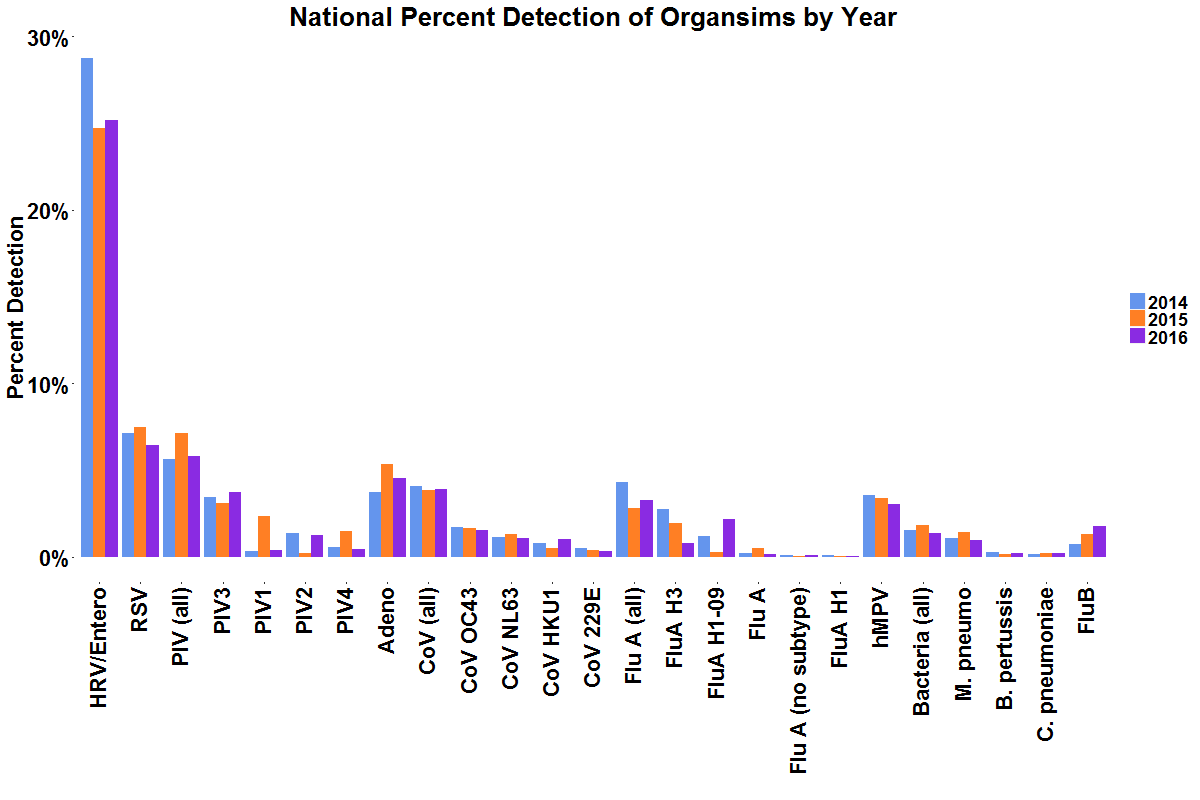 National Percent Detection of Organsims by Year
Percent Detection
30%
20%
10%
0%
2014
2015
2016
HRV/Entero
RSV
PIV (all)
PIV3
PIV1
PIV2
PIV4
Adeno
CoV (all)
CoV OC43
CoV NL63
CoV HKU1
CoV 229E
Flu A (all)
FluA H3
FluA H1-09
Flu A
Flu A (no subtype)
FluA H1
hMPV
Bacteria (all)
M. pneumo
B. pertussis
C. pneumoniae
FluB